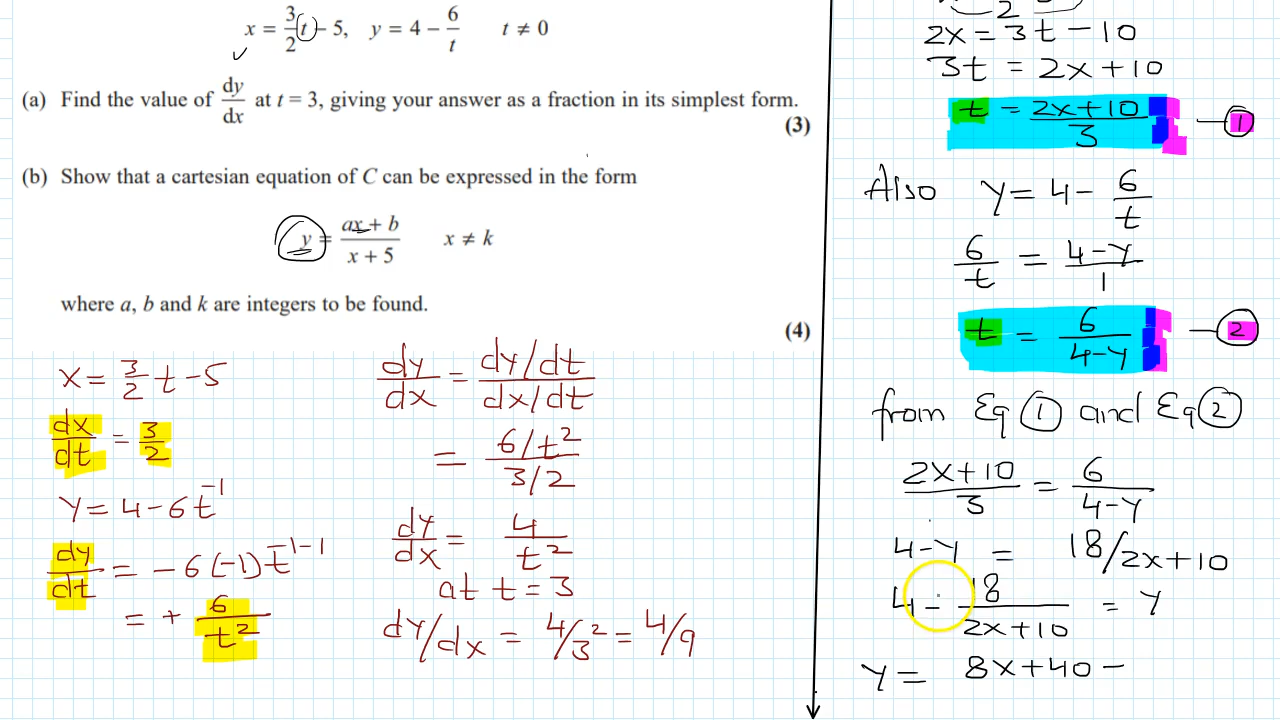 x = 3/2 t − 5, y = 4 − 6/t t ≠ 0
(a) Find the value of dy/dx at t = 3, giving your answer as a fraction in its simplest form.
(3)
(b) Show that a cartesian equation of C can be expressed in the form
y = (ax + b)/(x + 5) x ≠ k
where a, b and k are integers to be found.
(4)
x = 3/2 t − 5
dx/dt = 3/2
y = 4 − 6t^−1
dy/dt = −6(−1)t^−1−1
= + 6/t²
dy/dx = (dy/dt)/(dx/dt)
= (6/t²)/(3/2)
dy/dx = 4/t²
at t = 3
dy/dx = 4/3² = 4/9
2
2x = 3t − 10
3t = 2x + 10
t = (2x+10)/3 — ①
Also y = 4 − 6/t
6/t = (4−y)/1
t = 6/(4−y) — ②
from Eq ① and Eq ②
(2x+10)/3 = 6/(4−y)
4−y = 18/2x+10
4 − 18/(2x+10) = y
y = 8x+40 −